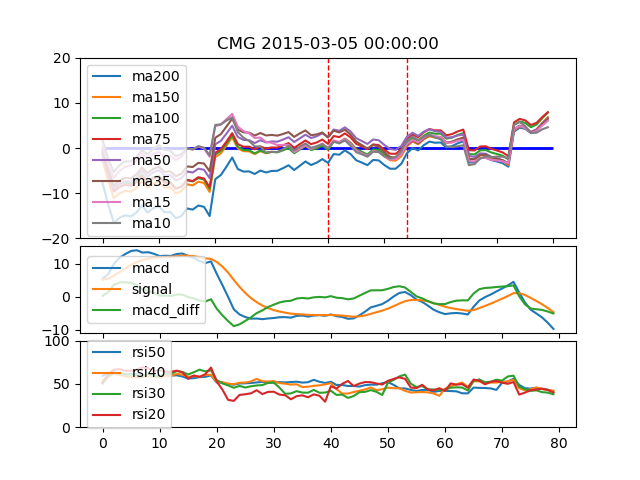 CMG 2015-03-05 00:00:00
20
10
0
−10
−20
ma200
ma150
ma100
ma75
ma50
ma35
ma15
ma10
10
0
−10
macd
signal
macd_diff
100
50
0
rsi50
rsi40
rsi30
rsi20
0 10 20 30 40 50 60 70 80